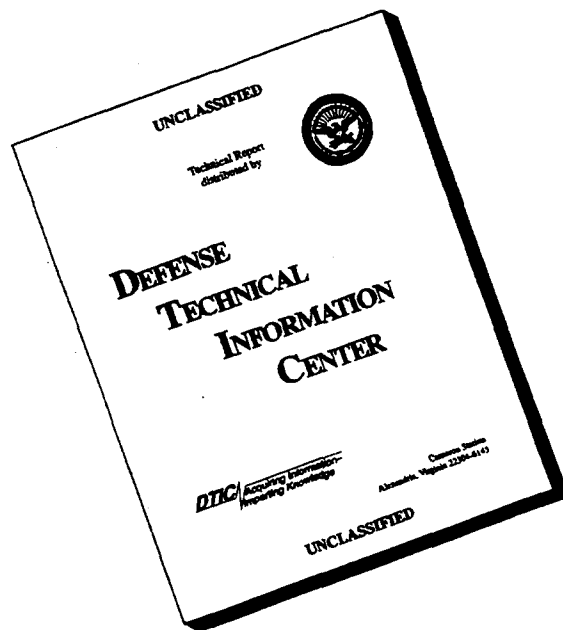 UNCLASSIFIED
Technical Report
distributed by
DEFENSE
TECHNICAL
INFORMATION
CENTER
DTIC
Acquiring Information-
Imparting Knowledge
Cameron Station
Alexandria, Virginia 22304-6145
UNCLASSIFIED